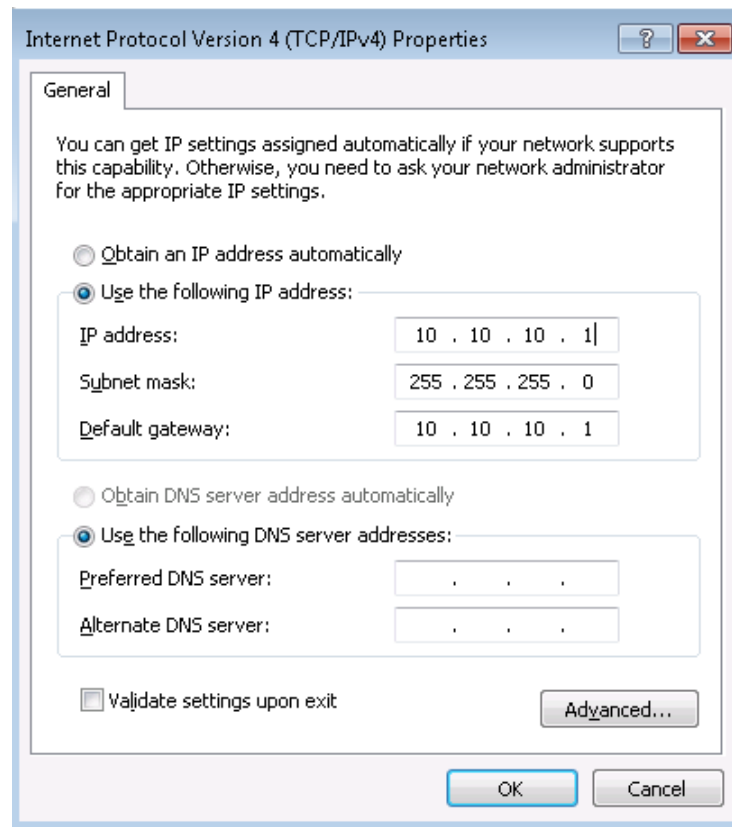 Internet Protocol Version 4 (TCP/IPv4) Properties
General
You can get IP settings assigned automatically if your network supports
this capability. Otherwise, you need to ask your network administrator
for the appropriate IP settings.
Obtain an IP address automatically
Use the following IP address:
IP address: 10 . 10 . 10 . 1
Subnet mask: 255 . 255 . 255 . 0
Default gateway: 10 . 10 . 10 . 1
Obtain DNS server address automatically
Use the following DNS server addresses:
Preferred DNS server: . . .
Alternate DNS server: . . .
Validate settings upon exit
Advanced...
OK Cancel